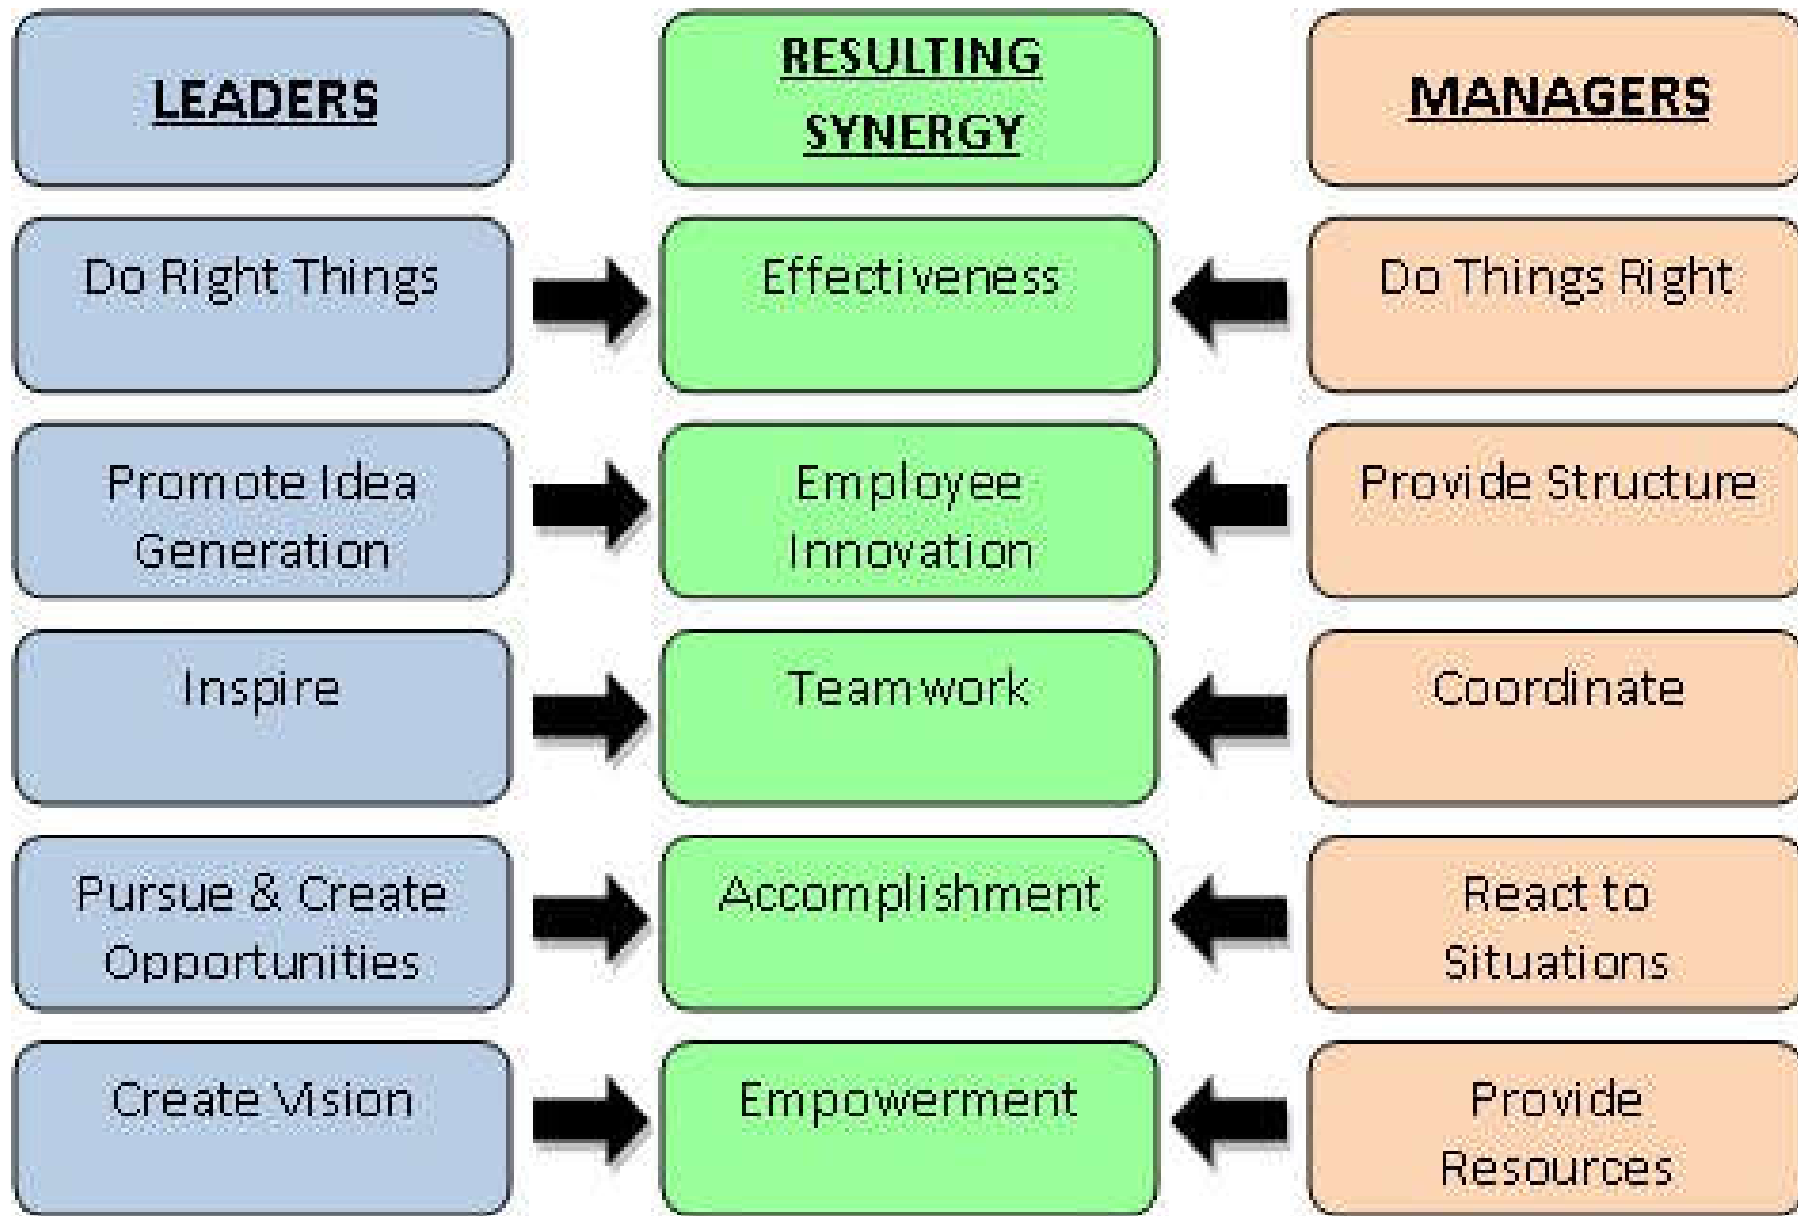 LEADERS
RESULTING
SYNERGY
MANAGERS
Do Right Things
Effectiveness
Do Things Right
Promote Idea
Generation
Employee
Innovation
Provide Structure
Inspire
Teamwork
Coordinate
Pursue & Create
Opportunities
Accomplishment
React to
Situations
Create Vision
Empowerment
Provide
Resources